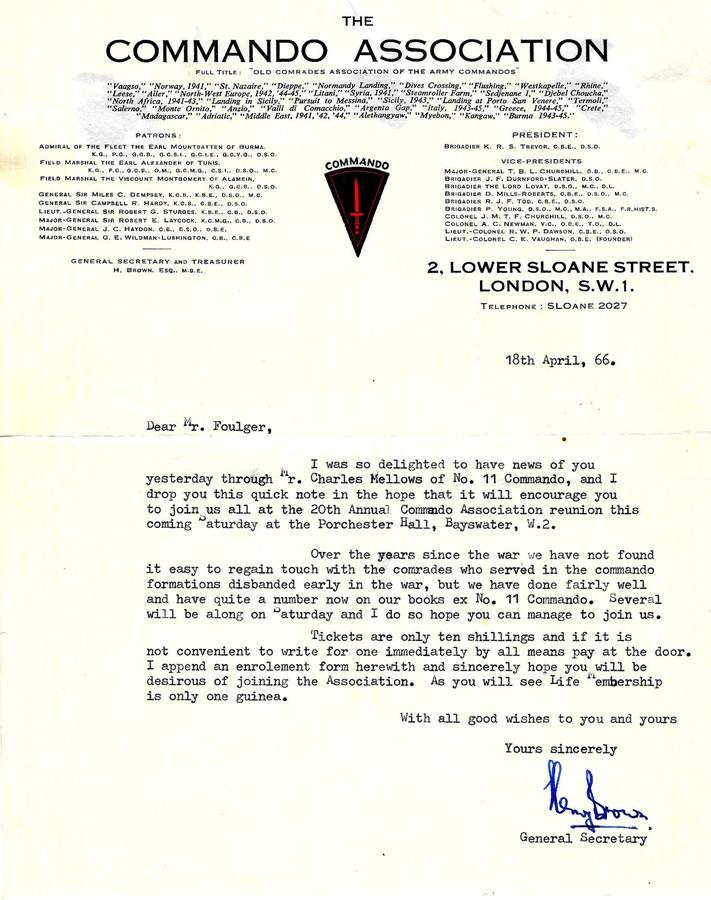 THE
COMMANDO ASSOCIATION
FULL TITLE: "OLD COMRADES ASSOCIATION OF THE ARMY COMMANDOS"
"Vaagso," "Norway, 1941," "St. Nazaire," "Dieppe," "Normandy Landing," "Dives Crossing," "Flushing," "Westkapelle," "Rhine,"
"Leese," "Aller," "North-West Europe, 1942, '44-45," "Litani," "Syria, 1941," "Steamroller Farm," "Sedjenane I," "Djebel Choucha,"
"North Africa, 1941-43," "Landing in Sicily," "Pursuit to Messina," "Sicily, 1943," "Landing at Porto San Venere," "Termoli,"
"Salerno," "Monte Ornito," "Anzio," "Valli di Comacchio," "Argenta Gap," "Italy, 1943-45," "Greece, 1944-45," "Crete,"
"Madagascar," "Adriatic," "Middle East, 1941, '42, '44," "Alethangyaw," "Myebon," "Kangaw," "Burma 1943-45."
PATRONS:
ADMIRAL OF THE FLEET THE EARL MOUNTBATTEN OF BURMA.
K.G., P.C., G.C.B., G.C.S.I., G.C.I.E., G.C.V.O., D.S.O.
FIELD MARSHAL THE EARL ALEXANDER OF TUNIS.
K.G., P.C., G.C.B., O.M., G.C.M.G., C.S.I., D.S.O., M.C.
FIELD MARSHAL THE VISCOUNT MONTGOMERY OF ALAMEIN,
K.G., G.C.B., D.S.O.
GENERAL SIR MILES C. DEMPSEY, K.C.B., K.B.E., D.S.O., M.C.
GENERAL SIR CAMPBELL R. HARDY, K.C.B., C.B.E., D.S.O.
LIEUT.-GENERAL SIR ROBERT G. STURGES, K.B.E., C.B., D.S.O.
MAJOR-GENERAL SIR ROBERT E. LAYCOCK, K.C.M.G., C.B., D.S.O.
MAJOR-GENERAL J. C. HAYDON, C.B., D.S.O., O.B.E.
MAJOR-GENERAL G. E. WILDMAN-LUSHINGTON, C.B., C.B.E
GENERAL SECRETARY AND TREASURER
H. BROWN, ESQ., M.B.E.
COMMANDO
PRESIDENT:
BRIGADIER K. R. S. TREVOR, C.B.E., D.S.O.
VICE-PRESIDENTS
MAJOR-GENERAL T. B. L. CHURCHILL, C.B., C.B.E., M.C.
BRIGADIER J. F. DURNFORD-SLATER, D.S.O.
BRIGADIER THE LORD LOVAT, D.S.O., M.C., D.L.
BRIGADIER D. MILLS-ROBERTS, C.B.E., D.S.O., M.C.
BRIGADIER R. J. F. TOD, C.B.E., D.S.O.
BRIGADIER P. YOUNG, D.S.O., M.C., M.A., F.S.A., F.R.HIST.S.
COLONEL J. M. T. F. CHURCHILL, D.S.O., M.C.
COLONEL A. C. NEWMAN, V.C., O.B.E., T.D., D.L.
LIEUT.-COLONEL R. W. P. DAWSON, C.B.E., D.S.O.
LIEUT.-COLONEL C. E. VAUGHAN, O.B.E. (FOUNDER)
2, LOWER SLOANE STREET.
LONDON, S.W.1.
TELEPHONE : SLOANE 2027
18th April, 66.
Dear Mr. Foulger,
I was so delighted to have news of you
yesterday through Mr. Charles Mellows of No. 11 Commando, and I
drop you this quick note in the hope that it will encourage you
to join us all at the 20th Annual Commando Association reunion this
coming Saturday at the Porchester Hall, Bayswater, W.2.
Over the years since the war we have not found
it easy to regain touch with the comrades who served in the commando
formations disbanded early in the war, but we have done fairly well
and have quite a number now on our books ex No. 11 Commando. Several
will be along on Saturday and I do so hope you can manage to join us.
Tickets are only ten shillings and if it is
not convenient to write for one immediately by all means pay at the door.
I append an enrolement form herewith and sincerely hope you will be
desirous of joining the Association. As you will see Life Membership
is only one guinea.
With all good wishes to you and yours
Yours sincerely
Henry Brown.
General Secretary